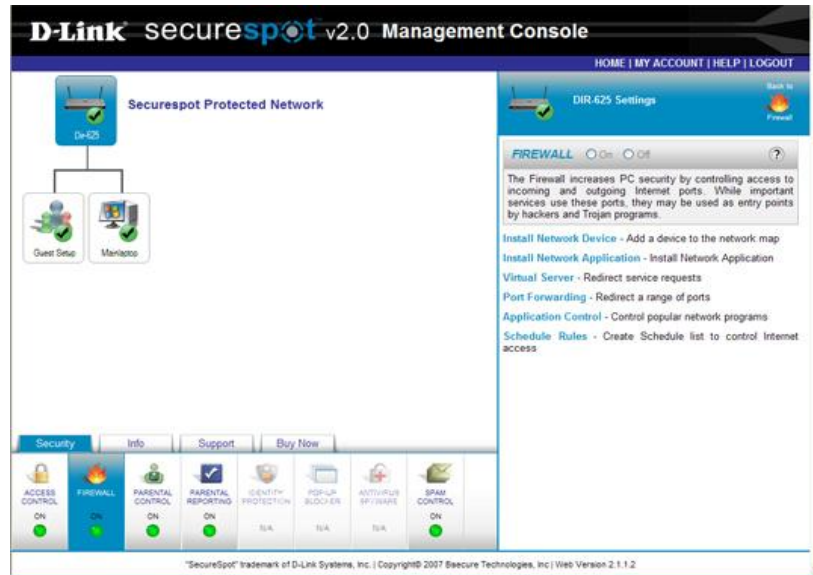 D-Link securespot v2.0 Management Console
HOME | MY ACCOUNT | HELP | LOGOUT
Dir-625
Securespot Protected Network
Guest Setup
Mainlaptop
DIR-625 Settings
Back to
Firewall
FIREWALL On Off ?
The Firewall increases PC security by controlling access to
incoming and outgoing Internet ports. While important
services use these ports, they may be used as entry points
by hackers and Trojan programs.
Install Network Device - Add a device to the network map
Install Network Application - Install Network Application
Virtual Server - Redirect service requests
Port Forwarding - Redirect a range of ports
Application Control - Control popular network programs
Schedule Rules - Create Schedule list to control Internet
access
Security Info Support Buy Now
ACCESS CONTROL
ON
FIREWALL
ON
PARENTAL CONTROL
ON
PARENTAL REPORTING
ON
IDENTITY PROTECTION
N/A
POP-UP BLOCKER
N/A
ANTIVIRUS SPYWARE
N/A
SPAM CONTROL
ON
"SecureSpot" trademark of D-Link Systems, Inc. | Copyright© 2007 Bsecure Technologies, Inc | Web Version 2.1.1.2